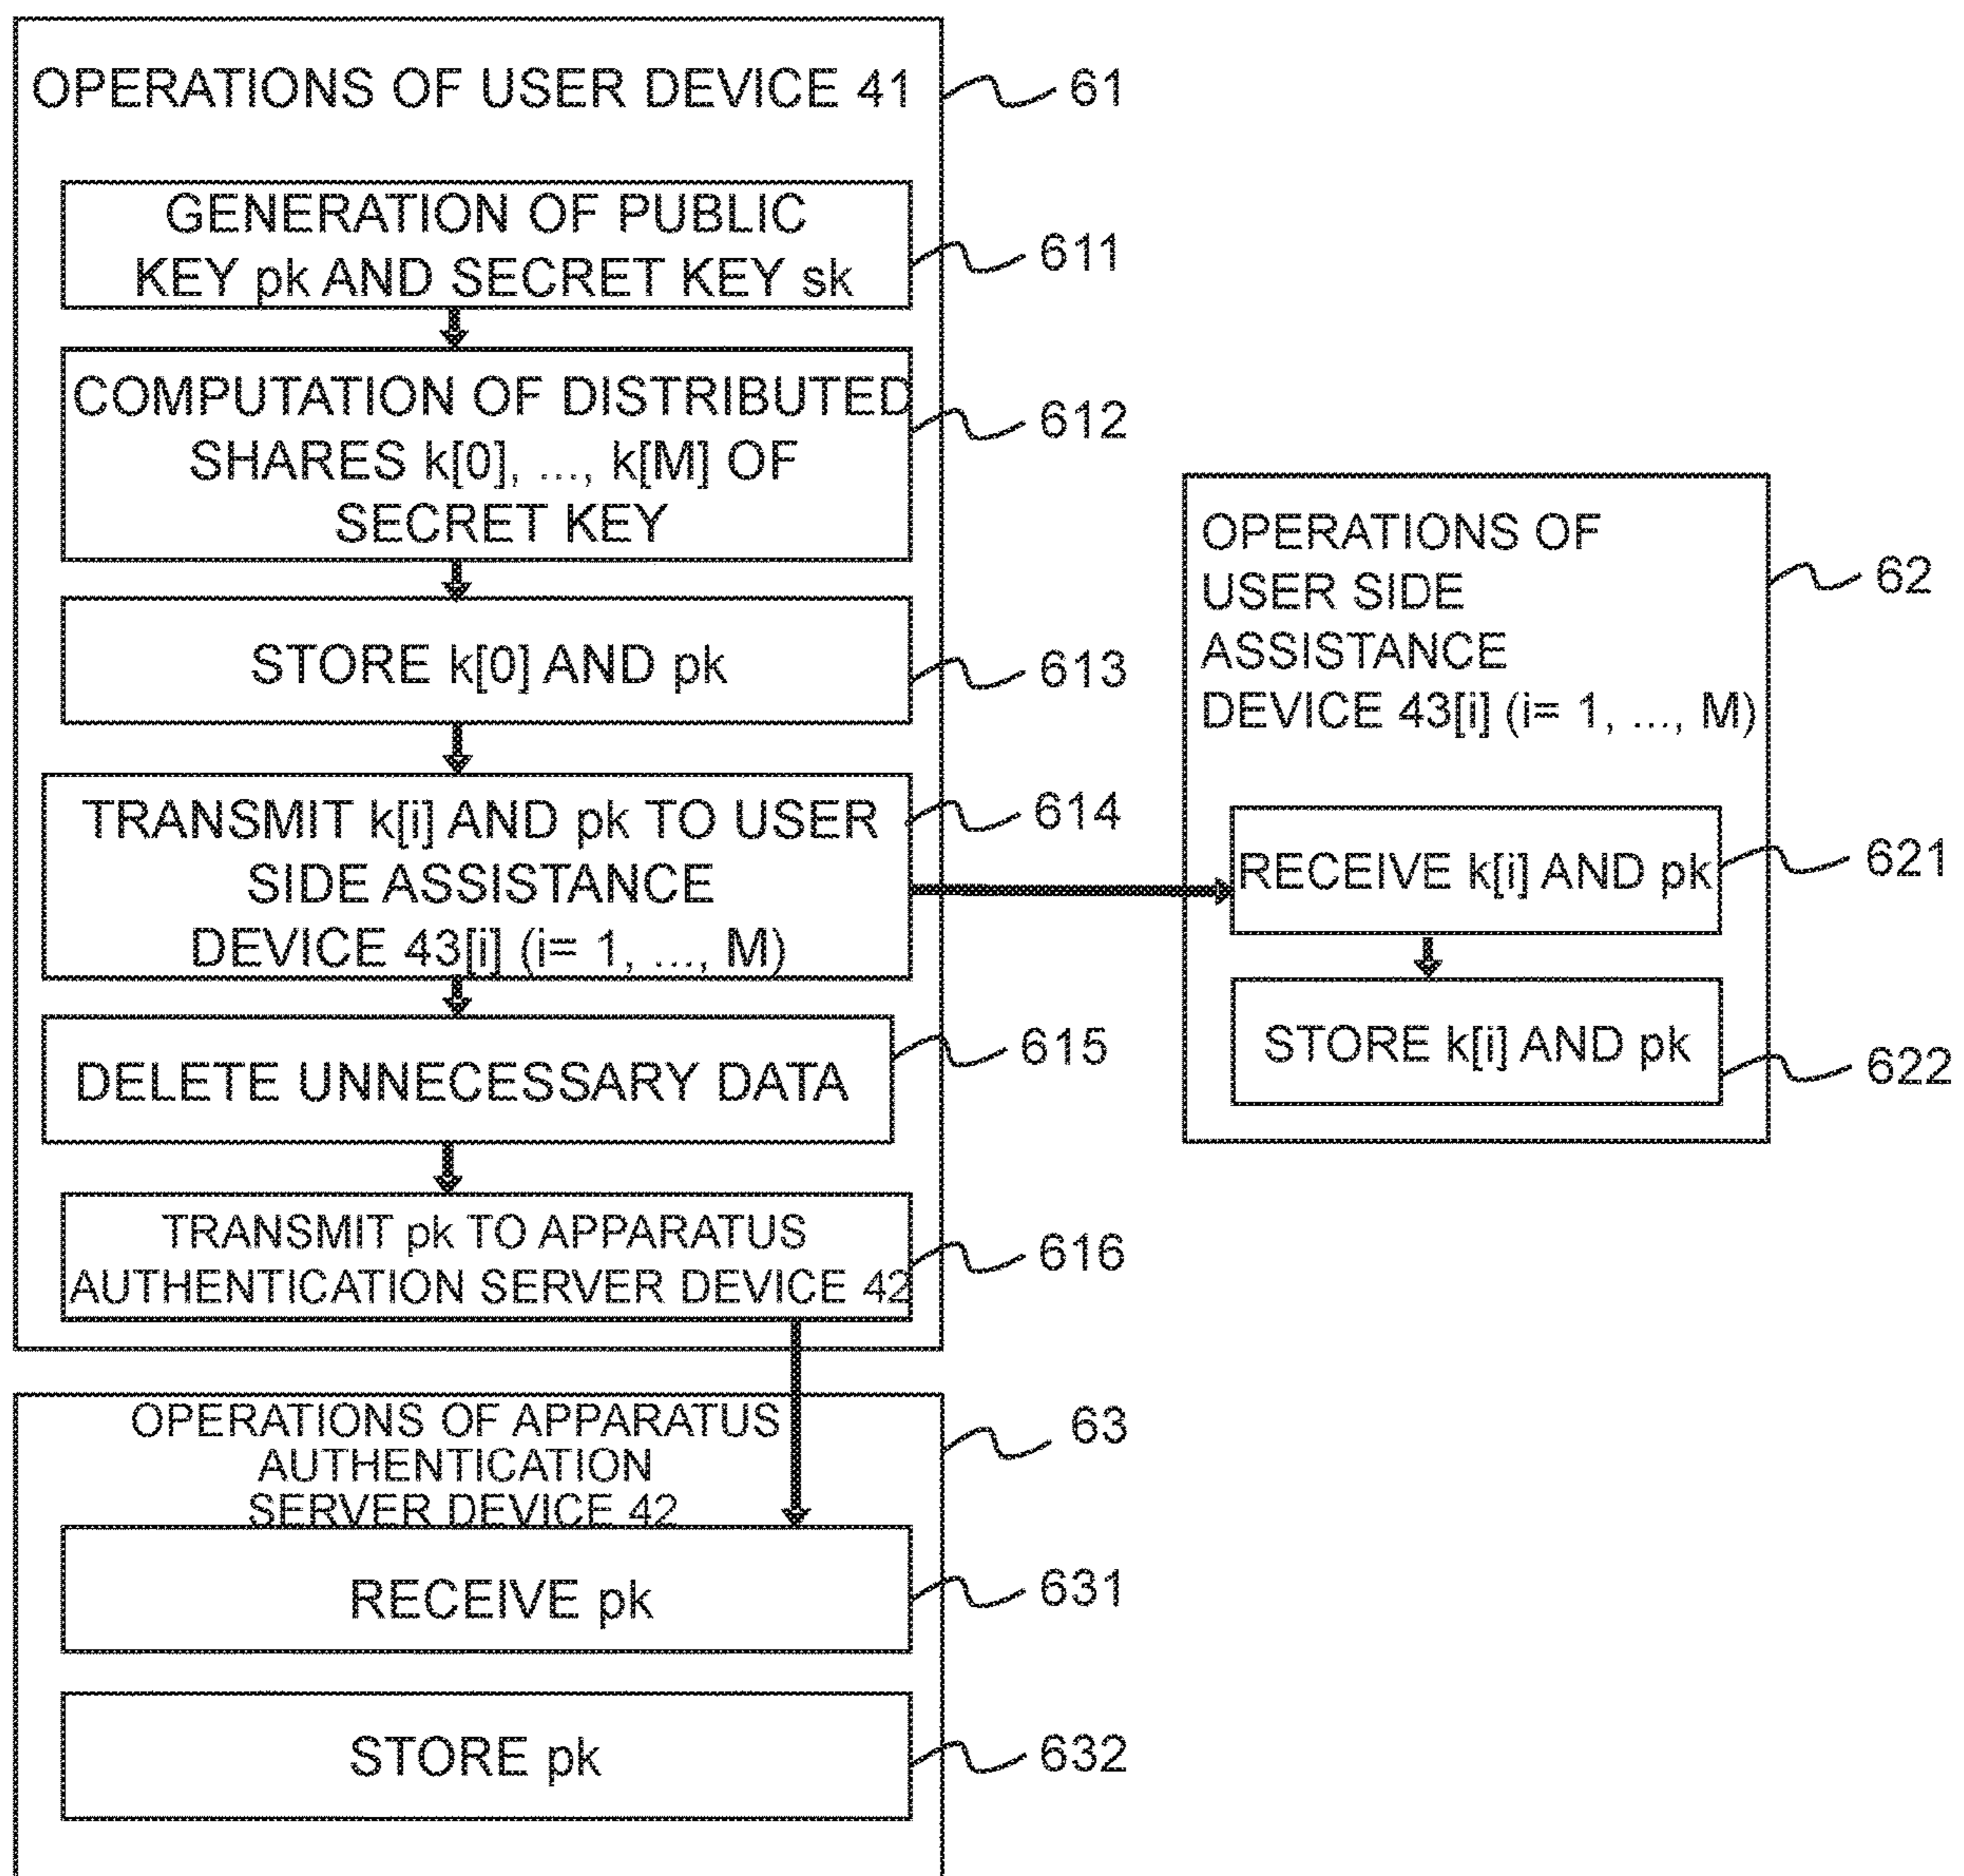 OPERATIONS OF USER DEVICE 41
61
GENERATION OF PUBLIC
KEY pk AND SECRET KEY sk
611
COMPUTATION OF DISTRIBUTED
SHARES k[0], ..., k[M] OF
SECRET KEY
612
STORE k[0] AND pk
613
TRANSMIT k[i] AND pk TO USER
SIDE ASSISTANCE
DEVICE 43[i] (i= 1, ..., M)
614
DELETE UNNECESSARY DATA
615
TRANSMIT pk TO APPARATUS
AUTHENTICATION SERVER DEVICE 42
616
OPERATIONS OF
USER SIDE
ASSISTANCE
DEVICE 43[i] (i= 1, ..., M)
62
RECEIVE k[i] AND pk
621
STORE k[i] AND pk
622
OPERATIONS OF APPARATUS
AUTHENTICATION
SERVER DEVICE 42
63
RECEIVE pk
631
STORE pk
632